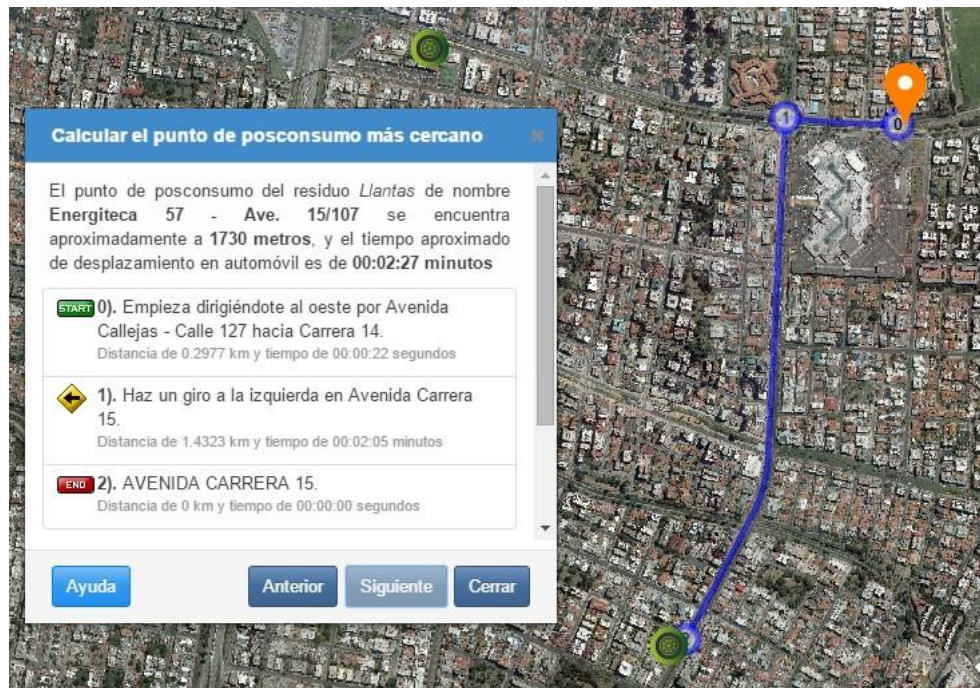 Calcular el punto de posconsumo más cercano
El punto de posconsumo del residuo Llantas de nombre
Energiteca 57 - Ave. 15/107 se encuentra
aproximadamente a 1730 metros, y el tiempo aproximado
de desplazamiento en automóvil es de 00:02:27 minutos
START 0). Empieza dirigiéndote al oeste por Avenida
Callejas - Calle 127 hacia Carrera 14.
Distancia de 0.2977 km y tiempo de 00:00:22 segundos
1). Haz un giro a la izquierda en Avenida Carrera
15.
Distancia de 1.4323 km y tiempo de 00:02:05 minutos
END 2). AVENIDA CARRERA 15.
Distancia de 0 km y tiempo de 00:00:00 segundos
Ayuda Anterior Siguiente Cerrar
1 0